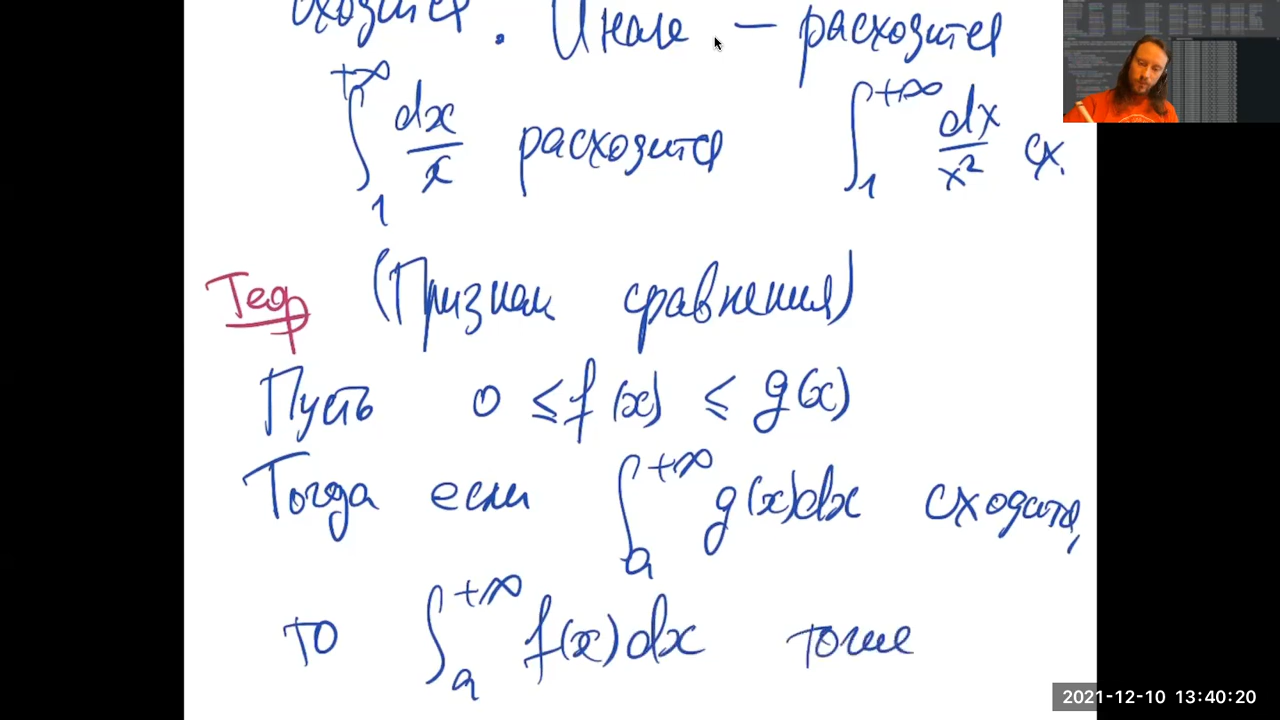 сходится. Иначе — расходится
∫₁^{+∞} dx/x расходится ∫₁^{+∞} dx/x² сх.
Теор (Признак сравнения)
Пусть 0 ≤ f(x) ≤ g(x)
Тогда если ∫ₐ^{+∞} g(x)dx сходится,
то ∫ₐ^{+∞} f(x)dx тоже
2021-12-10 13:40:20